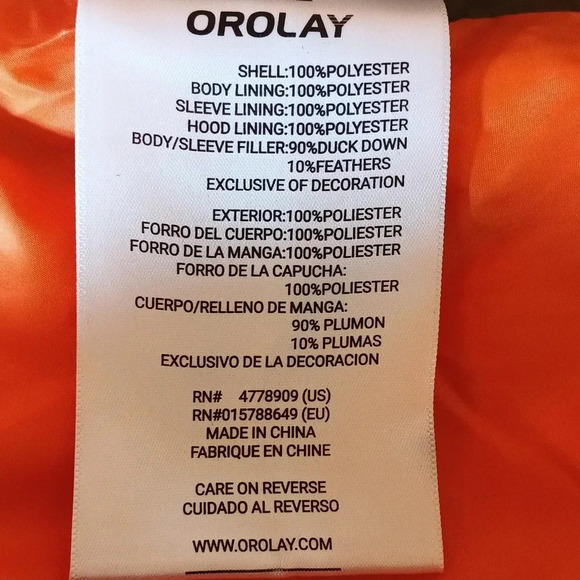 OROLAY
SHELL:100%POLYESTER
BODY LINING:100%POLYESTER
SLEEVE LINING:100%POLYESTER
HOOD LINING:100%POLYESTER
BODY/SLEEVE FILLER:90%DUCK DOWN
10%FEATHERS
EXCLUSIVE OF DECORATION
EXTERIOR:100%POLIESTER
FORRO DEL CUERPO:100%POLIESTER
FORRO DE LA MANGA:100%POLIESTER
FORRO DE LA CAPUCHA:
100%POLIESTER
CUERPO/RELLENO DE MANGA:
90% PLUMON
10% PLUMAS
EXCLUSIVO DE LA DECORACION
RN# 4778909 (US)
RN#015788649 (EU)
MADE IN CHINA
FABRIQUE EN CHINE
CARE ON REVERSE
CUIDADO AL REVERSO
WWW.OROLAY.COM